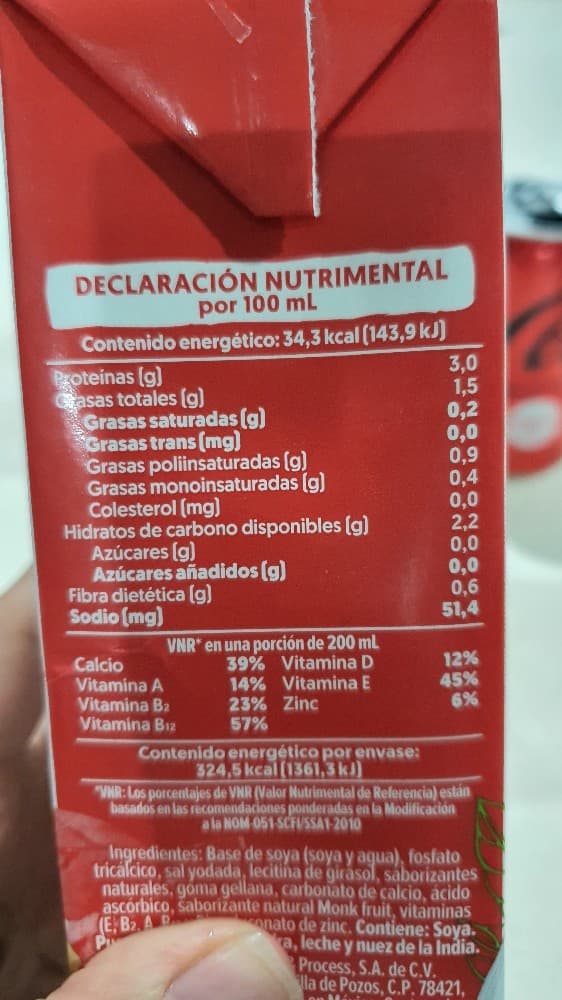 DECLARACIÓN NUTRIMENTAL
por 100 mL
Contenido energético: 34,3 kcal (143,9 kJ)
Proteínas (g) 3,0
Grasas totales (g) 1,5
Grasas saturadas (g) 0,2
Grasas trans (mg) 0,0
Grasas poliinsaturadas (g) 0,9
Grasas monoinsaturadas (g) 0,4
Colesterol (mg) 0,0
Hidratos de carbono disponibles (g) 2,2
Azúcares (g) 0,0
Azúcares añadidos (g) 0,0
Fibra dietética (g) 0,6
Sodio (mg) 51,4
VNR* en una porción de 200 mL
Calcio 39% Vitamina D 12%
Vitamina A 14% Vitamina E 45%
Vitamina B2 23% Zinc 6%
Vitamina B12 57%
Contenido energético por envase:
324,5 kcal (1361,3 kJ)
*VNR: Los porcentajes de VNR (Valor Nutrimental de Referencia) están
basados en las recomendaciones ponderadas en la Modificación
a la NOM-051-SCFI/SSA1-2010
Ingredientes: Base de soya (soya y agua), fosfato
tricálcico, sal yodada, lecitina de girasol, saborizantes
naturales, goma gellana, carbonato de calcio, ácido
ascórbico, saborizante natural Monk fruit, vitaminas
(E, B2, A de zinc. Contiene: Soya.
leche y nuez de la India.
Process, S.A. de C.V.
de Pozos, C.P. 78421,